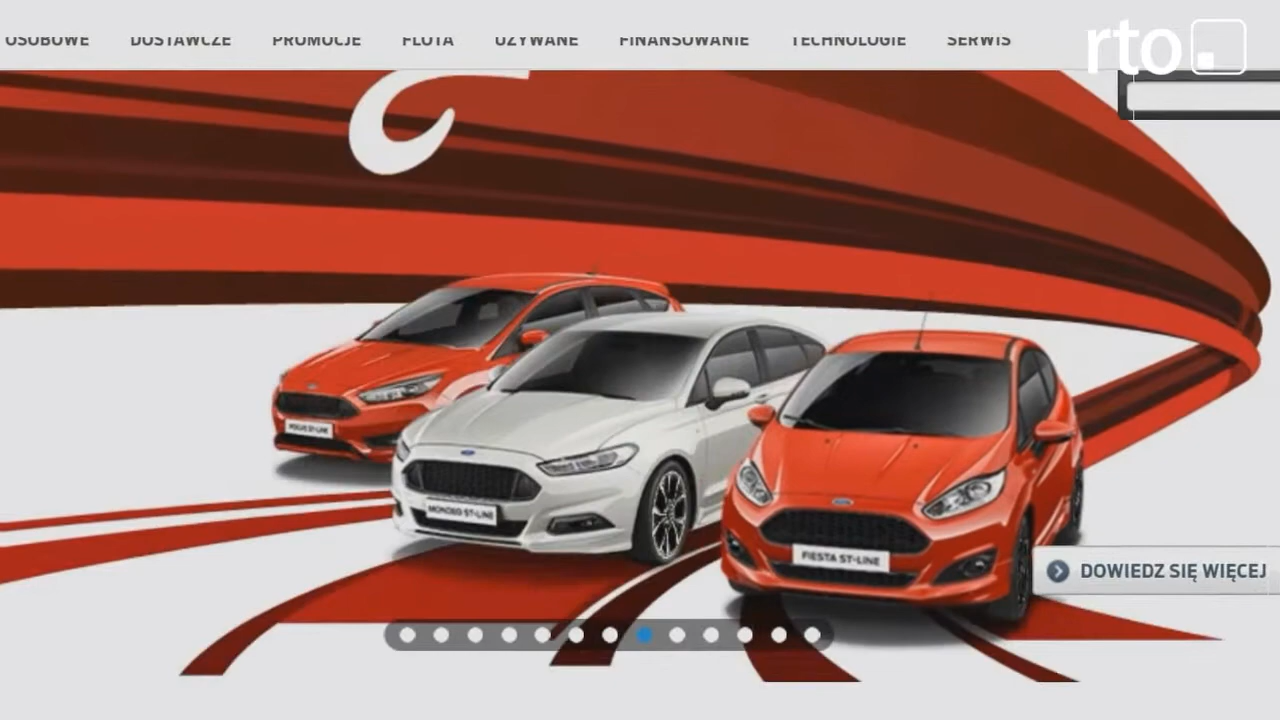 OSOBOWE DOSTAWCZE PROMOCJE FLOTA UŻYWANE FINANSOWANIE TECHNOLOGIE SERWIS
rto
FOCUS ST-LINE
MONDEO ST-LINE
FIESTA ST-LINE
DOWIEDZ SIĘ WIĘCEJ